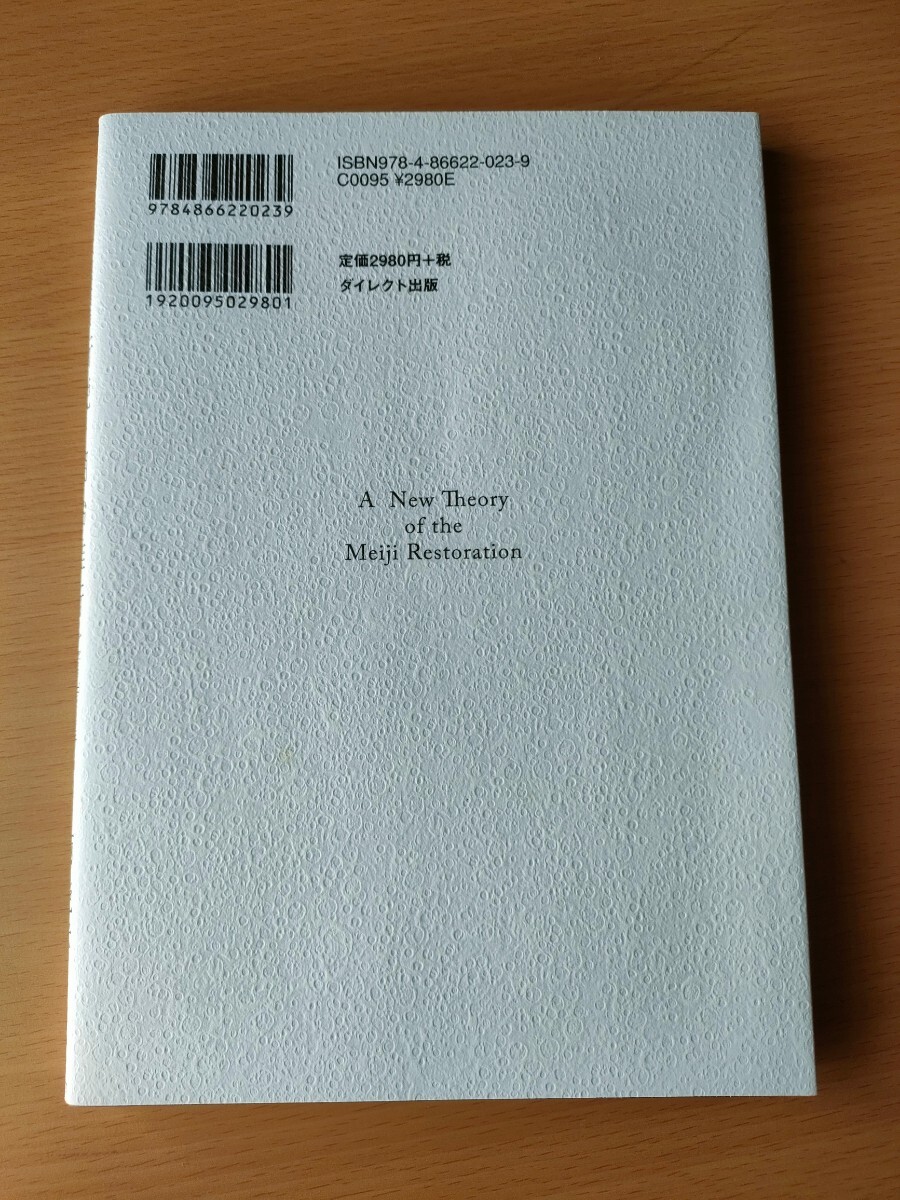 ISBN978-4-86622-023-9
C0095 ¥2980E
9784866220239
定価2980円+税
ダイレクト出版
1920095029801
A New Theory
of the
Meiji Restoration